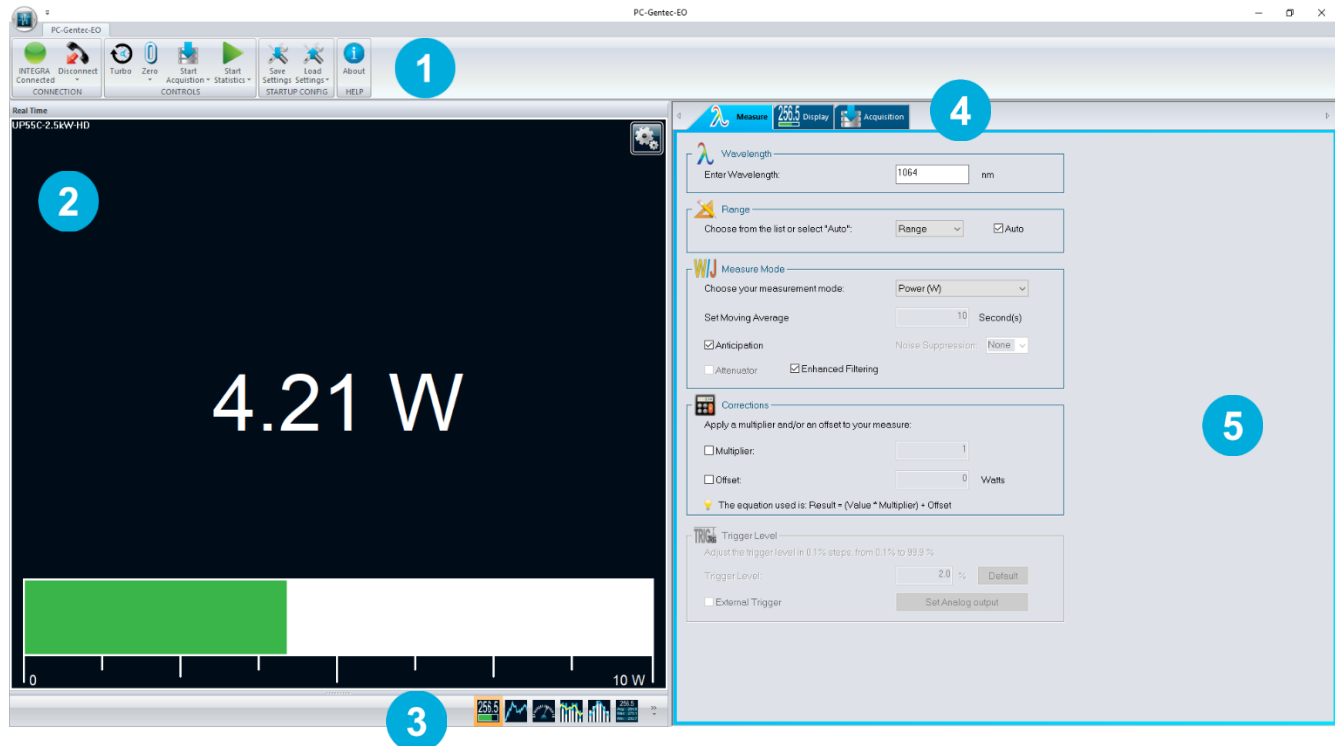 PC-Gentec-EO
PC-Gentec-EO
INTEGRA Connected
Disconnect
Turbo
Zero
Start Acquistion
Start Statistics
Save Settings
Load Settings
About
CONNECTION
CONTROLS
STARTUP CONFIG
HELP
1
Real Time
UP55C-2.5kW-HD
2
4.21 W
0
10 W
256.5
3
256.5
Measure
256.5
Display
Acquisition
4
Wavelength
Enter Wavelength:
1064
nm
Range
Choose from the list or select "Auto":
Range
Auto
W/J
Measure Mode
Choose your measurement mode:
Power (W)
Set Moving Average
10
Second(s)
Anticipation
Noise Suppression:
None
Attenuator
Enhanced Filtering
Corrections
Apply a multiplier and/or an offset to your measure:
Multiplier:
1
Offset:
0
Watts
The equation used is: Result = (Value * Multiplier) + Offset
5
TRIG
Trigger Level
Adjust the trigger level in 0.1% steps, from 0.1% to 99.9 %
Trigger Level:
2.0
%
Default
External Trigger
Set Analog output